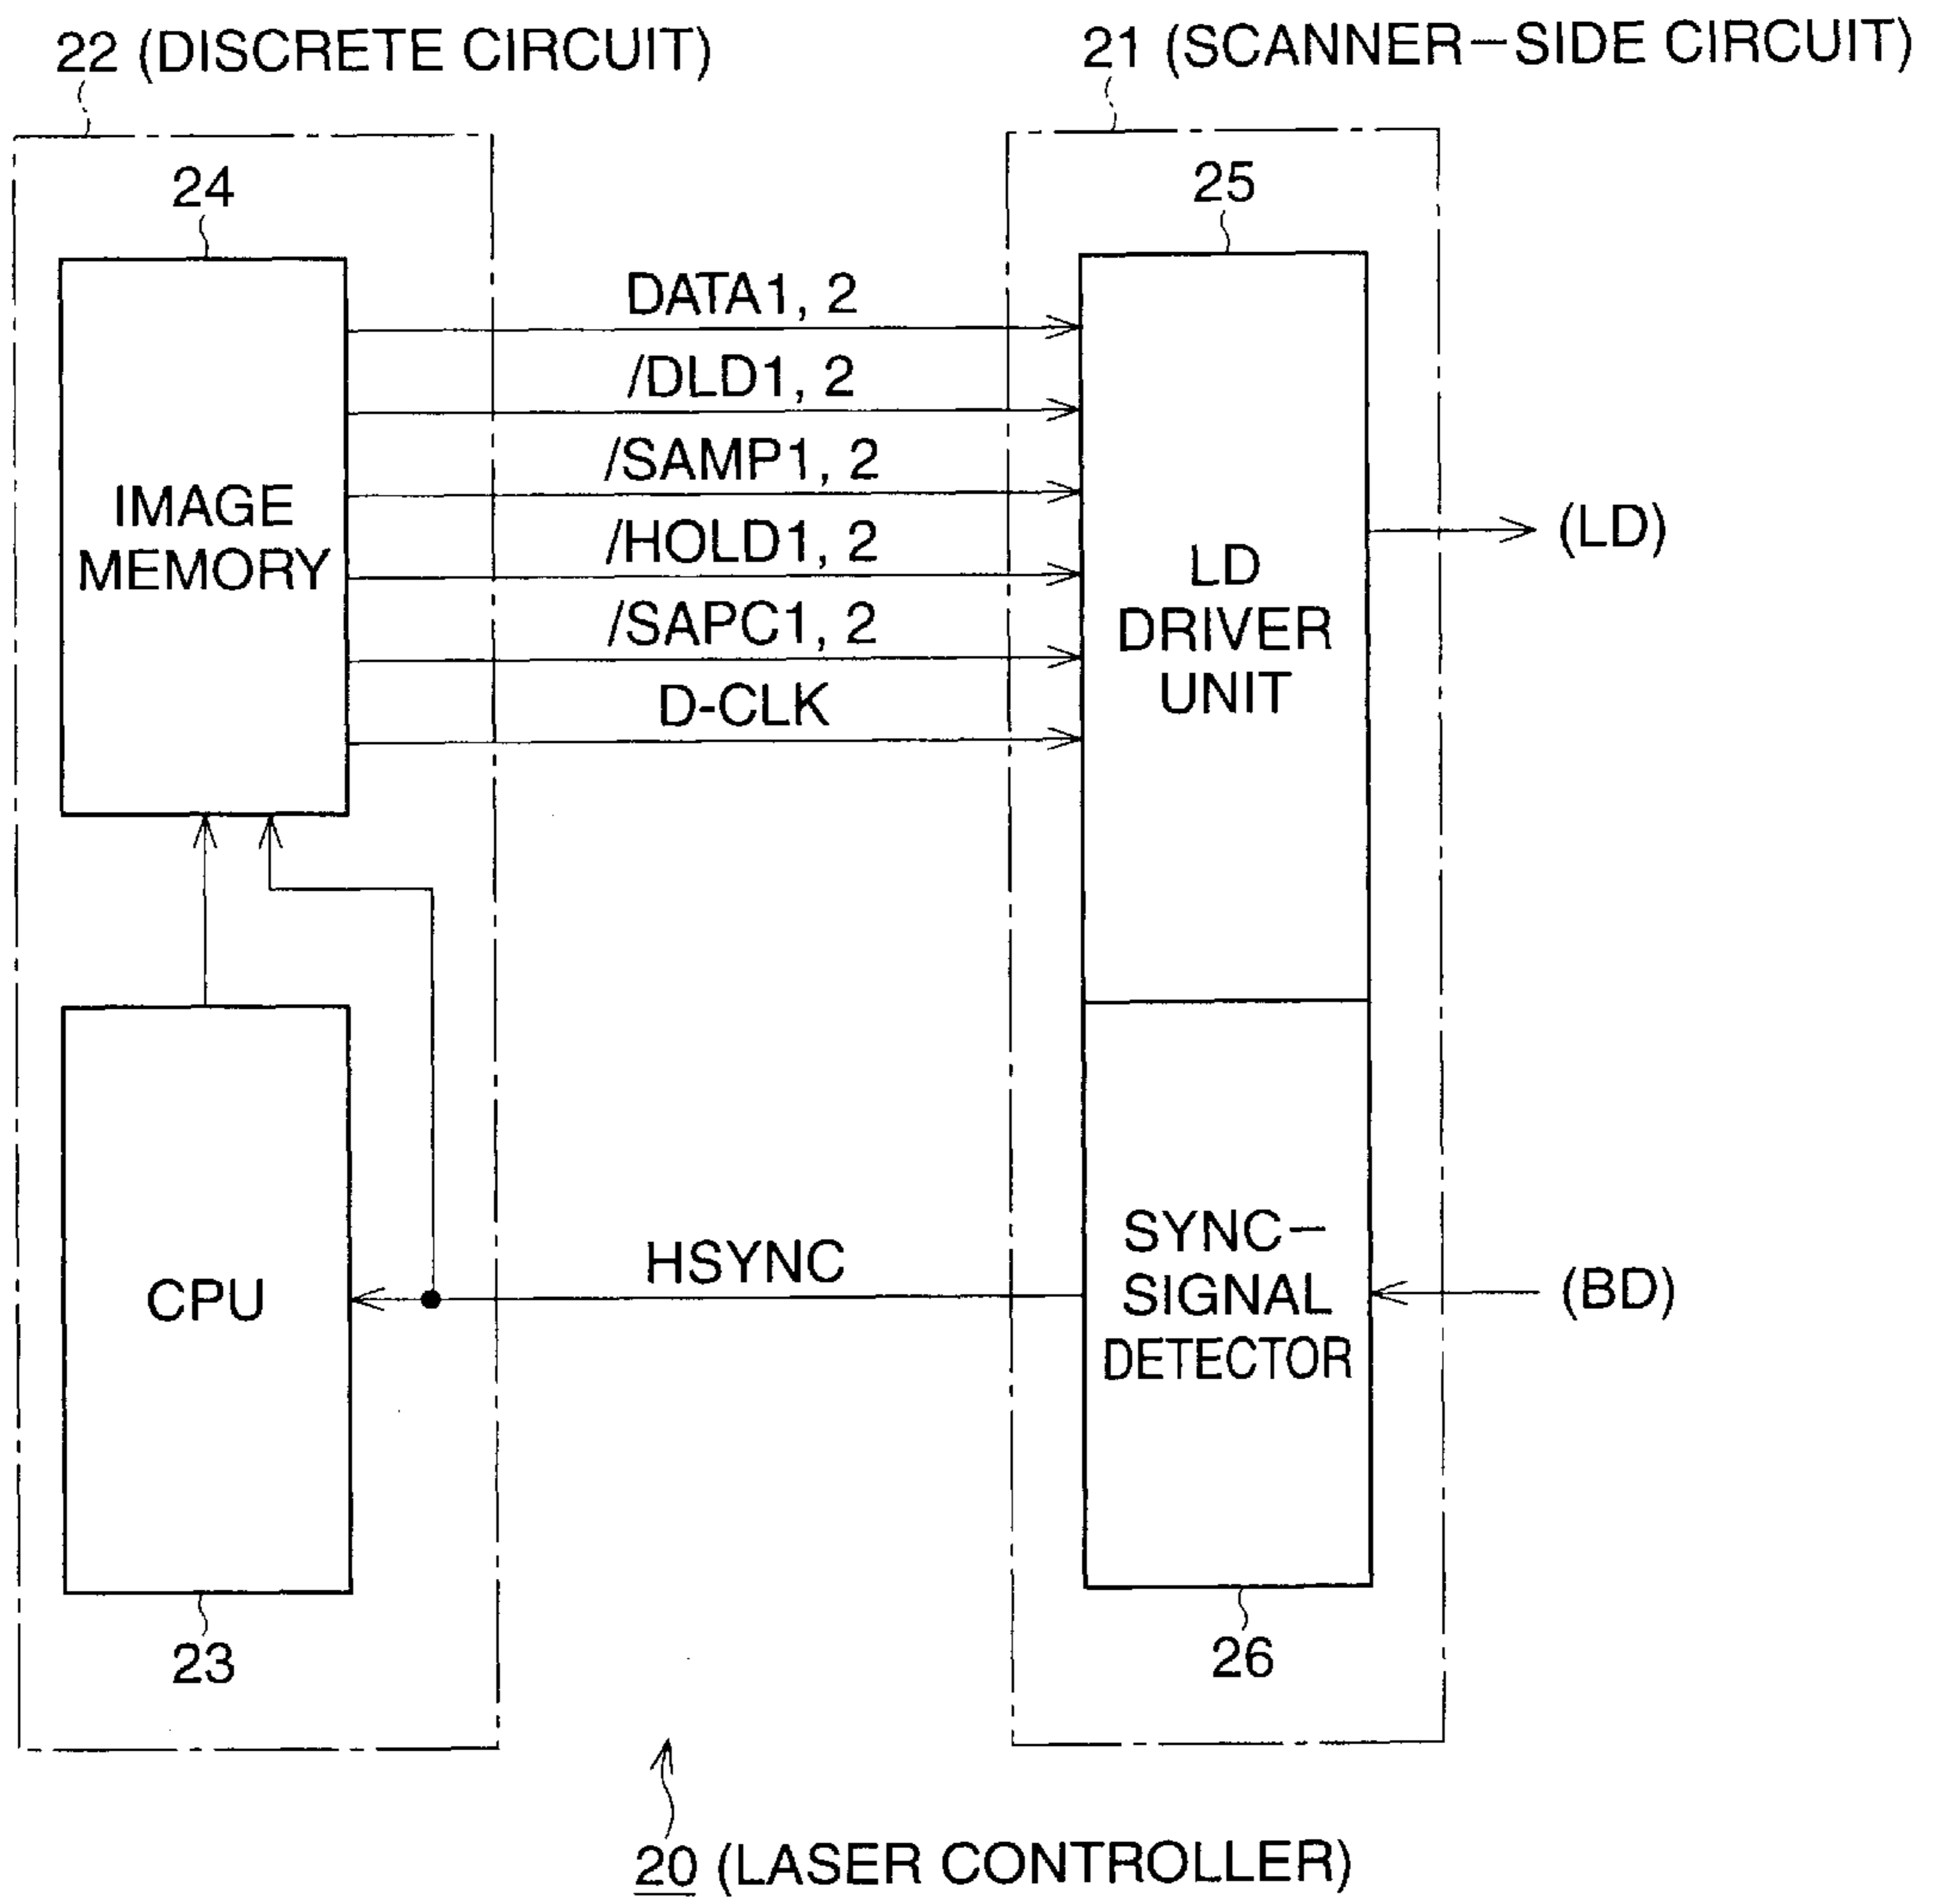 22 (DISCRETE CIRCUIT)
21 (SCANNER-SIDE CIRCUIT)
24
25
DATA1, 2
/DLD1, 2
/SAMP1, 2
/HOLD1, 2
/SAPC1, 2
D-CLK
IMAGE
MEMORY
LD
DRIVER
UNIT
(LD)
HSYNC
CPU
SYNC-
SIGNAL
DETECTOR
(BD)
23
26
20 (LASER CONTROLLER)